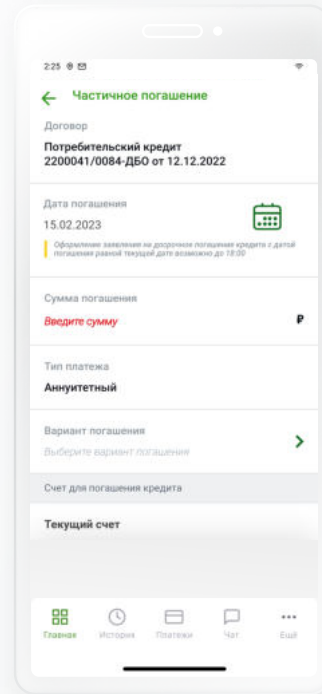 2:25
Частичное погашение
Договор
Потребительский кредит
2200041/0084-ДБО от 12.12.2022
Дата погашения
15.02.2023
Оформление заявления на досрочное погашение кредита с датой
погашения равной текущей дате возможно до 18:00
Сумма погашения
Введите сумму ₽
Тип платежа
Аннуитетный
Вариант погашения
Выберите вариант погашения
Счет для погашения кредита
Текущий счет
Главная История Платежи Чат Ещё